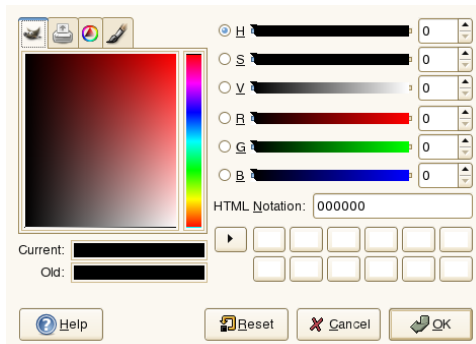 H 0
S 0
V 0
R 0
G 0
B 0
HTML Notation: 000000
Current:
Old:
Help Reset Cancel OK